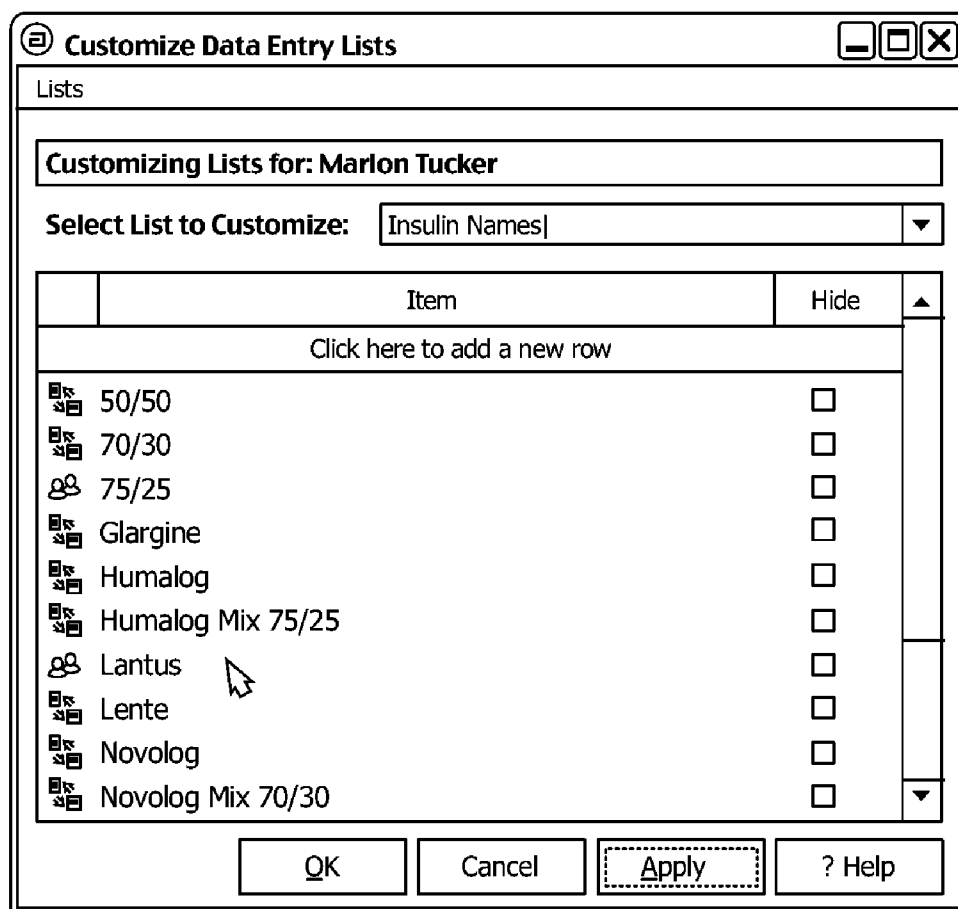 Customize Data Entry Lists
Lists
Customizing Lists for: Marlon Tucker
Select List to Customize: Insulin Names
Item Hide
Click here to add a new row
50/50
70/30
75/25
Glargine
Humalog
Humalog Mix 75/25
Lantus
Lente
Novolog
Novolog Mix 70/30
OK Cancel Apply ? Help